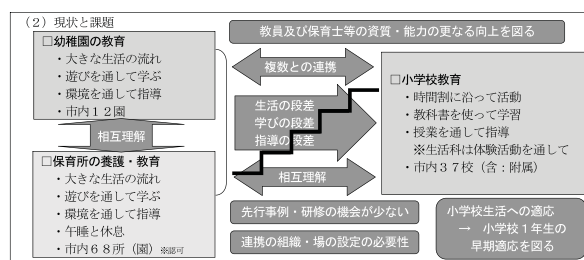 （２）現状と課題
教員及び保育士等の資質・能力の更なる向上を図る
□幼稚園の教育
・大きな生活の流れ
・遊びを通して学ぶ
・環境を通して指導
・市内１２園
相互理解
□保育所の養護・教育
・大きな生活の流れ
・遊びを通して学ぶ
・環境を通して指導
・午睡と休息
・市内６８所（園）※認可
複数との連携
生活の段差
学びの段差
指導の段差
相互理解
先行事例・研修の機会が少ない
連携の組織・場の設定の必要性
□小学校教育
・時間割に沿って活動
・教科書を使って学習
・授業を通して指導
※生活科は体験活動を通して
・市内３７校（含：附属）
小学校生活への適応
→　小学校１年生の
早期適応を図る